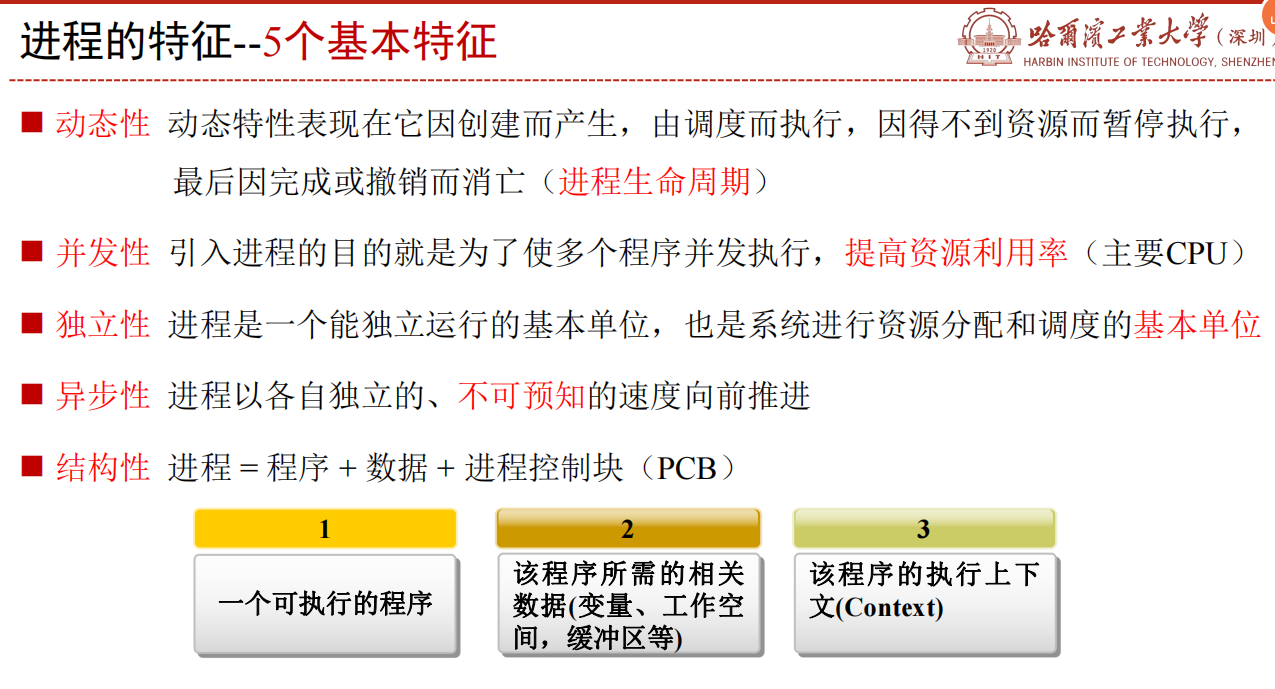 进程的特征--5个基本特征
哈尔滨工业大学(深圳)
HARBIN INSTITUTE OF TECHNOLOGY, SHENZHEN
1920
HIT
动态性 动态特性表现在它因创建而产生，由调度而执行，因得不到资源而暂停执行，
最后因完成或撤销而消亡（进程生命周期）
并发性 引入进程的目的就是为了使多个程序并发执行，提高资源利用率（主要CPU）
独立性 进程是一个能独立运行的基本单位，也是系统进行资源分配和调度的基本单位
异步性 进程以各自独立的、不可预知的速度向前推进
结构性 进程 = 程序 + 数据 + 进程控制块（PCB）
1
一个可执行的程序
2
该程序所需的相关
数据(变量、工作空
间，缓冲区等)
3
该程序的执行上下
文(Context)